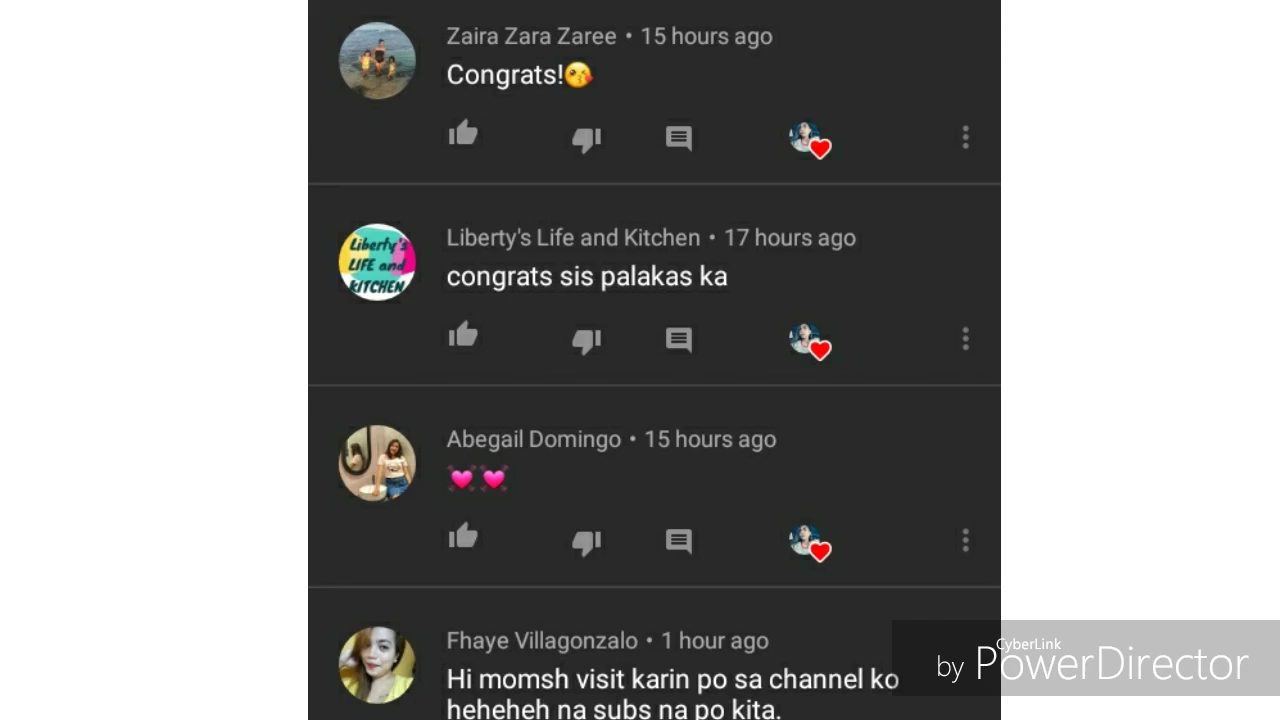 Zaira Zara Zaree • 15 hours ago
Congrats!😘
Liberty's Life and Kitchen • 17 hours ago
Liberty's
LIFE and
KITCHEN
congrats sis palakas ka
Abegail Domingo • 15 hours ago
💓💓
Fhaye Villagonzalo • 1 hour ago
Hi momsh visit karin po sa channel ko
heheheh na subs na po kita.
CyberLink
by PowerDirector